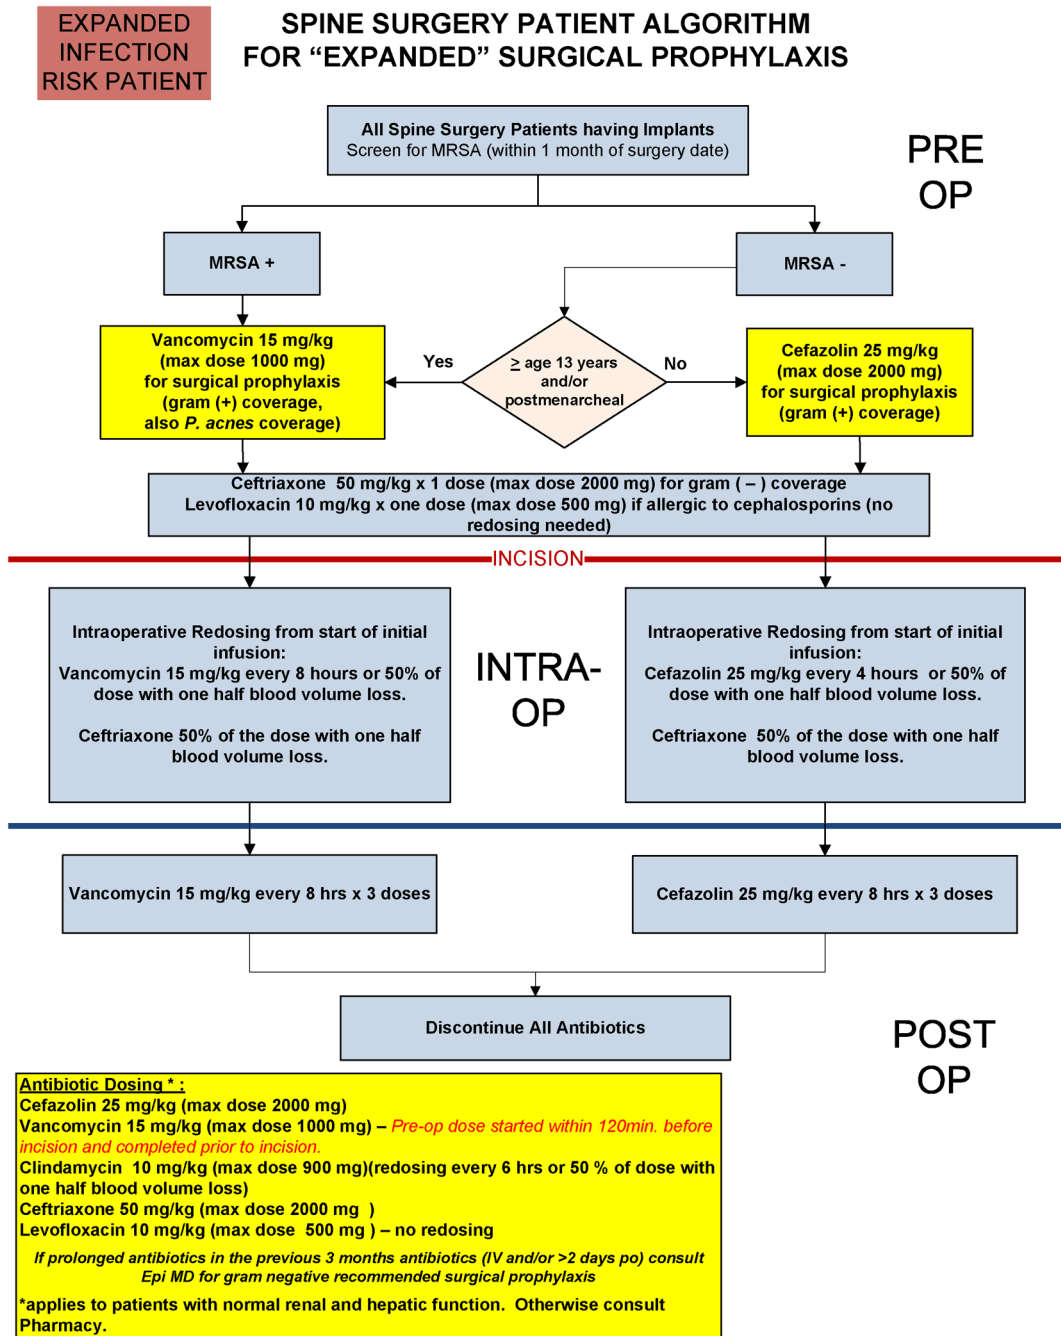 EXPANDED
INFECTION
RISK PATIENT
SPINE SURGERY PATIENT ALGORITHM
FOR “EXPANDED” SURGICAL PROPHYLAXIS
All Spine Surgery Patients having Implants
Screen for MRSA (within 1 month of surgery date)
PRE
OP
MRSA +
MRSA -
Vancomycin 15 mg/kg
(max dose 1000 mg)
for surgical prophylaxis
(gram (+) coverage,
also P. acnes coverage)
Yes
≥ age 13 years
and/or
postmenarcheal
No
Cefazolin 25 mg/kg
(max dose 2000 mg)
for surgical prophylaxis
(gram (+) coverage)
Ceftriaxone 50 mg/kg x 1 dose (max dose 2000 mg) for gram ( – ) coverage
Levofloxacin 10 mg/kg x one dose (max dose 500 mg) if allergic to cephalosporins (no
redosing needed)
INCISION
Intraoperative Redosing from start of initial
infusion:
Vancomycin 15 mg/kg every 8 hours or 50% of
dose with one half blood volume loss.
Ceftriaxone 50% of the dose with one half
blood volume loss.
INTRA-
OP
Intraoperative Redosing from start of initial
infusion:
Cefazolin 25 mg/kg every 4 hours or 50% of
dose with one half blood volume loss.
Ceftriaxone 50% of the dose with one half
blood volume loss.
Vancomycin 15 mg/kg every 8 hrs x 3 doses
Cefazolin 25 mg/kg every 8 hrs x 3 doses
Discontinue All Antibiotics
POST
OP
Antibiotic Dosing * :
Cefazolin 25 mg/kg (max dose 2000 mg)
Vancomycin 15 mg/kg (max dose 1000 mg) – Pre-op dose started within 120min. before
incision and completed prior to incision.
Clindamycin 10 mg/kg (max dose 900 mg)(redosing every 6 hrs or 50 % of dose with
one half blood volume loss)
Ceftriaxone 50 mg/kg (max dose 2000 mg )
Levofloxacin 10 mg/kg (max dose 500 mg ) – no redosing
If prolonged antibiotics in the previous 3 months antibiotics (IV and/or >2 days po) consult
Epi MD for gram negative recommended surgical prophylaxis
*applies to patients with normal renal and hepatic function. Otherwise consult
Pharmacy.